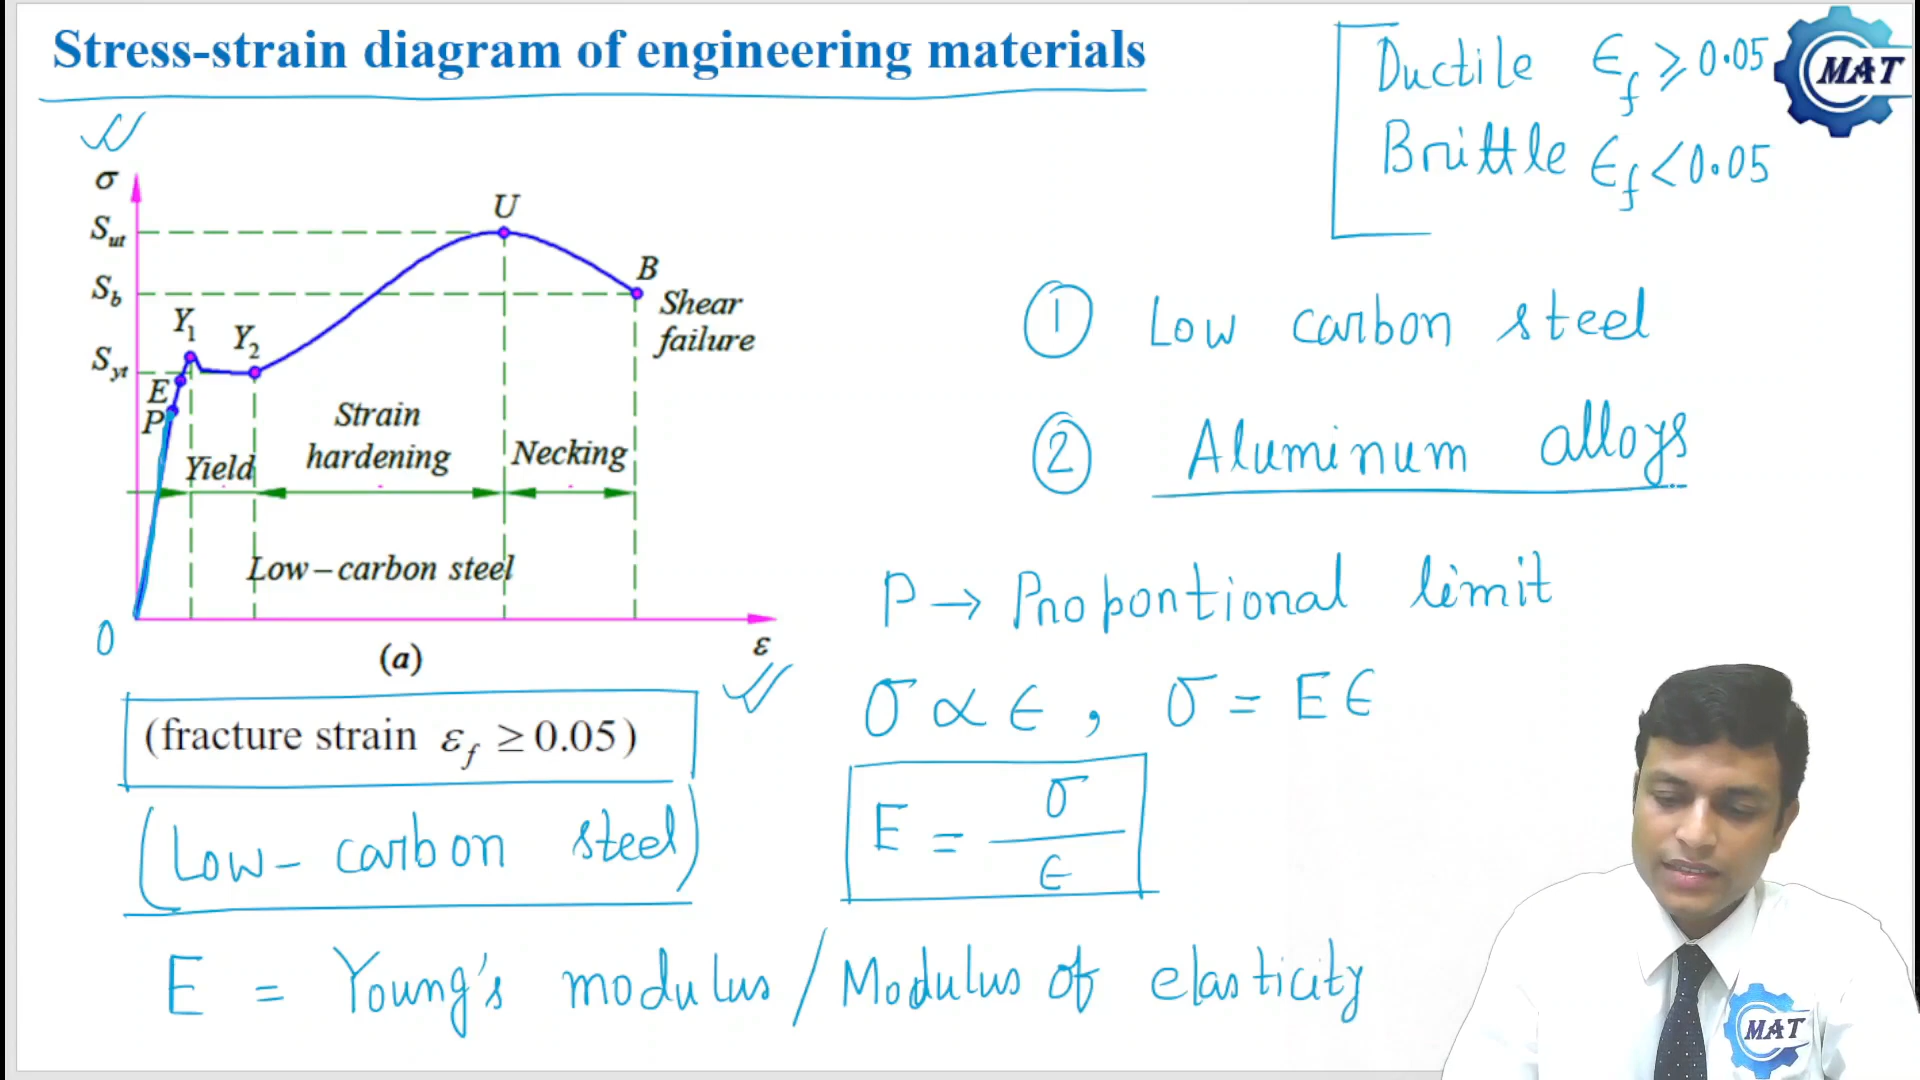 Stress-strain diagram of engineering materials
Ductile ϵf ≥ 0.05
Brittle ϵf < 0.05
MAT
σ
Sut
Sb
Syt
U
B
Shear
failure
Y1
Y2
E
P
Yield
Strain
hardening
Necking
Low-carbon steel
0
(a)
ε
① Low carbon steel
② Aluminum alloys
P → Proportional limit
σ ∝ ϵ, σ = Eϵ
E = σ/ϵ
(fracture strain εf ≥ 0.05)
(Low-carbon steel)
E = Young's modulus / Modulus of elasticity
MAT